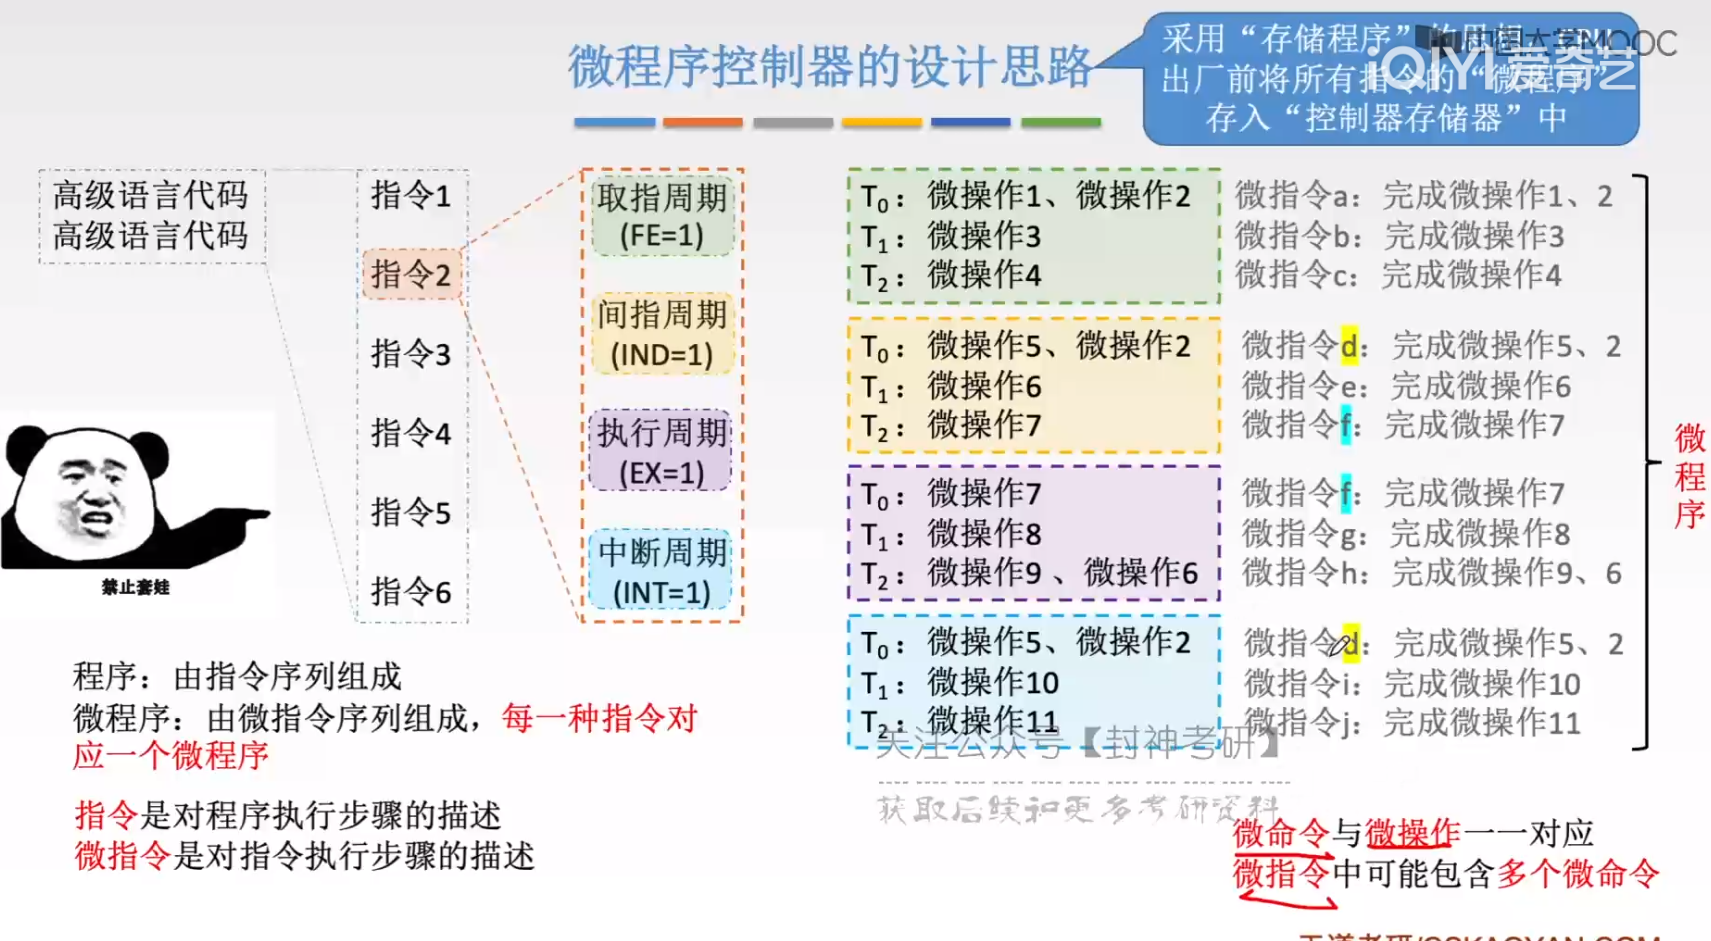 微程序控制器的设计思路
采用“存储程序”的思想，CPU
出厂前将所有指令的“微程序”
存入“控制器存储器”中
中国大学MOOC
iQIYI 爱奇艺
高级语言代码
高级语言代码
指令1
指令2
指令3
指令4
指令5
指令6
取指周期
(FE=1)
间指周期
(IND=1)
执行周期
(EX=1)
中断周期
(INT=1)
T0：微操作1、微操作2
T1：微操作3
T2：微操作4
T0：微操作5、微操作2
T1：微操作6
T2：微操作7
T0：微操作7
T1：微操作8
T2：微操作9 、微操作6
T0：微操作5、微操作2
T1：微操作10
T2：微操作11
微指令a：完成微操作1、2
微指令b：完成微操作3
微指令c：完成微操作4
微指令d：完成微操作5、2
微指令e：完成微操作6
微指令f：完成微操作7
微指令f：完成微操作7
微指令g：完成微操作8
微指令h：完成微操作9、6
微指令d：完成微操作5、2
微指令i：完成微操作10
微指令j：完成微操作11
微程序
禁止套娃
程序：由指令序列组成
微程序：由微指令序列组成，每一种指令对
应一个微程序
指令是对程序执行步骤的描述
微指令是对指令执行步骤的描述
关注公众号【封神考研】
获取后续和更多考研资料
微命令与微操作一一对应
微指令中可能包含多个微命令
王道考研/CSKAOYAN.COM